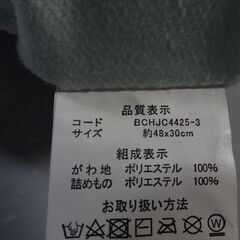 品質表示
コード BCHJC4425-3
サイズ 約48x30cm
組成表示
がわ地 ポリエステル 100%
詰めもの ポリエステル 100%
お取り扱い方法